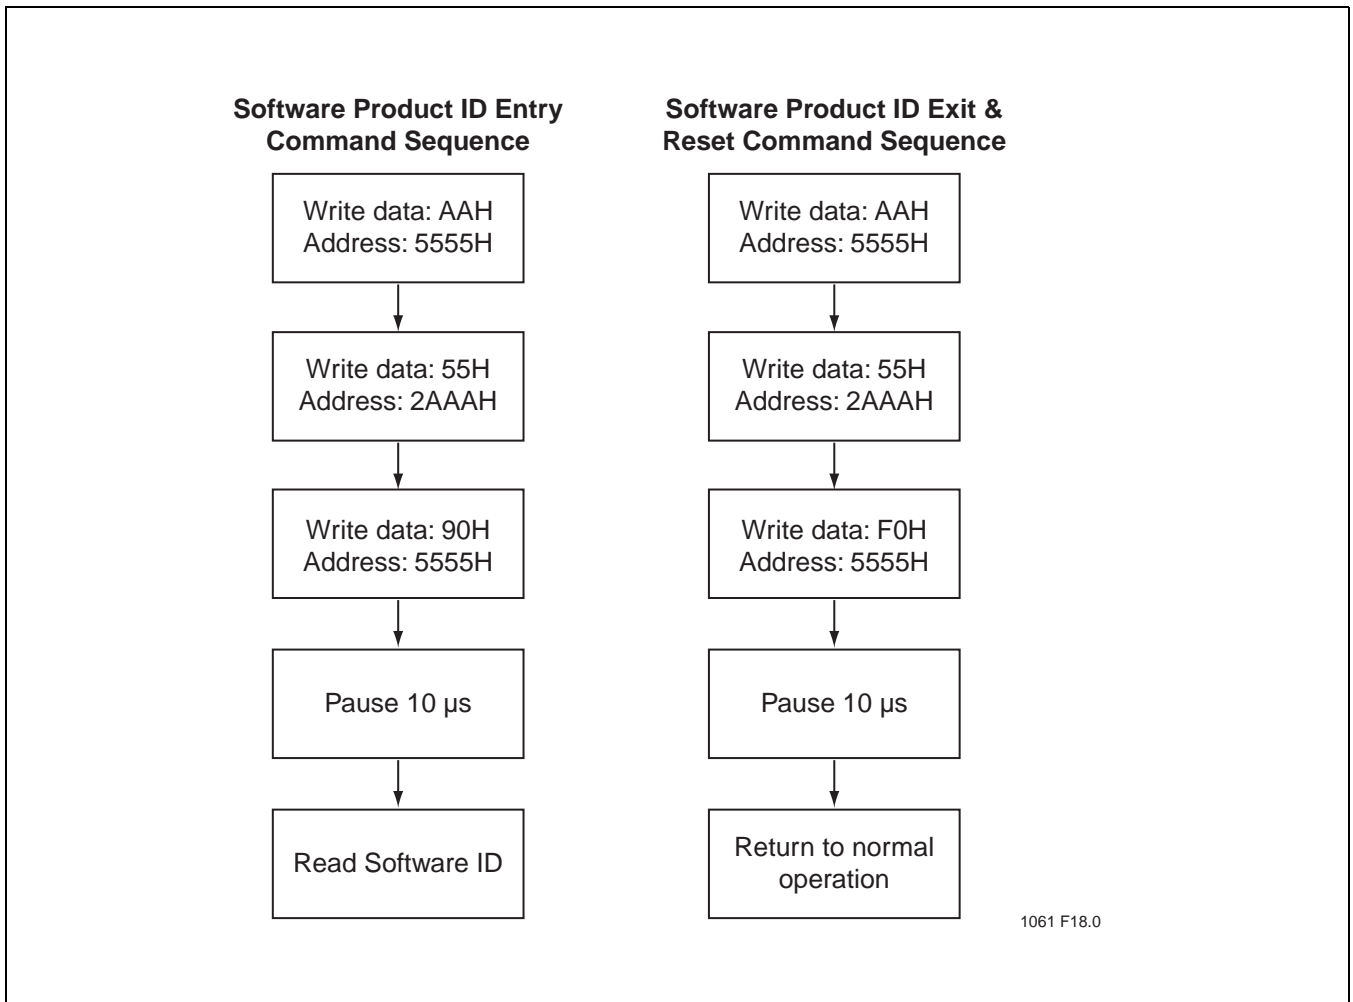 Software Product ID Entry
Command Sequence
Write data: AAH
Address: 5555H
Write data: 55H
Address: 2AAAH
Write data: 90H
Address: 5555H
Pause 10 µs
Read Software ID
Software Product ID Exit &
Reset Command Sequence
Write data: AAH
Address: 5555H
Write data: 55H
Address: 2AAAH
Write data: F0H
Address: 5555H
Pause 10 µs
Return to normal
operation
1061 F18.0